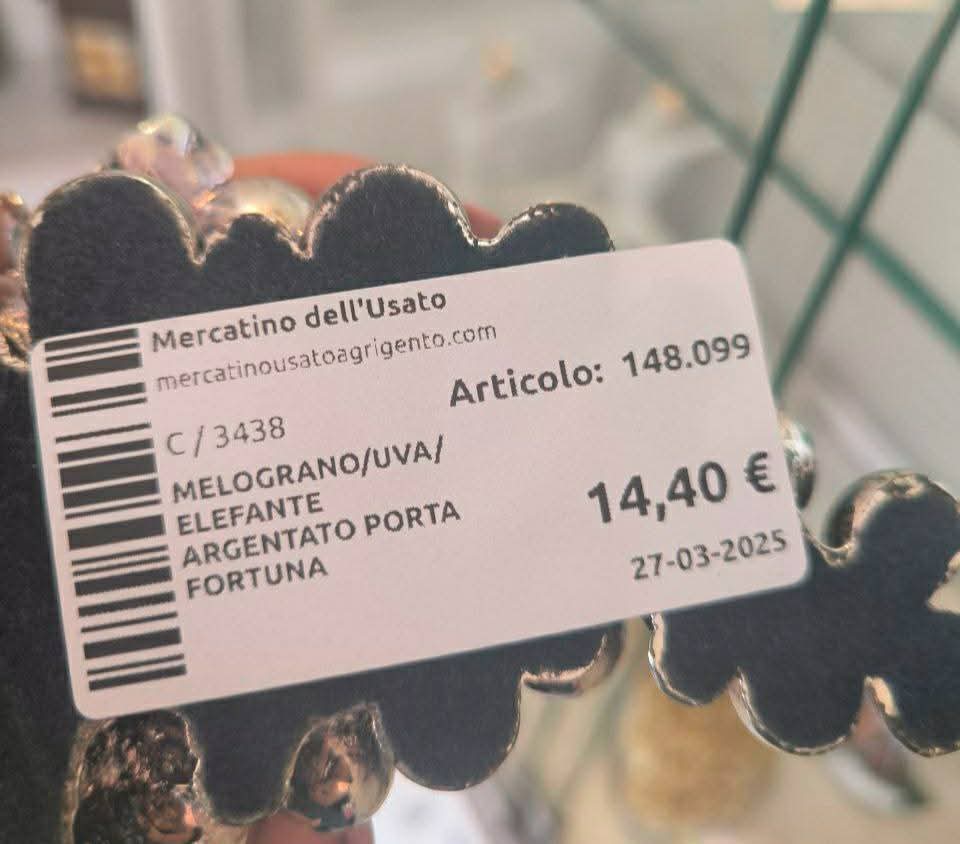 Mercatino dell'Usato
mercatinousatoagrigento.com
Articolo: 148.099
C / 3438
MELOGRANO/UVA/
ELEFANTE
ARGENTATO PORTA
FORTUNA
14,40 €
27-03-2025